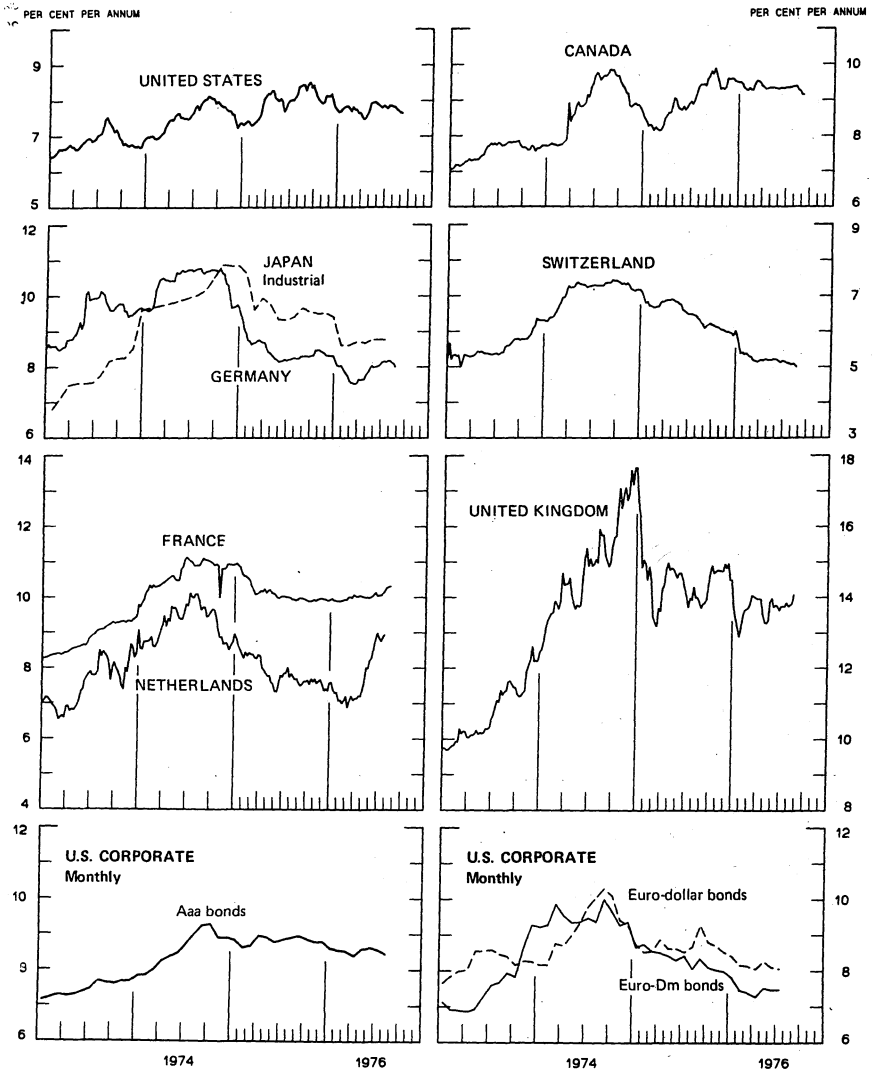 PER CENT PER ANNUM
PER CENT PER ANNUM
9
7
5
UNITED STATES
CANADA
10
8
6
12
10
8
6
JAPAN
Industrial
GERMANY
SWITZERLAND
9
7
5
3
14
12
10
8
6
4
FRANCE
NETHERLANDS
UNITED KINGDOM
18
16
14
12
10
8
12
10
9
6
U.S. CORPORATE
Monthly
Aaa bonds
U.S. CORPORATE
Monthly
Euro-dollar bonds
Euro-Dm bonds
12
10
8
6
1974
1976
1974
1976